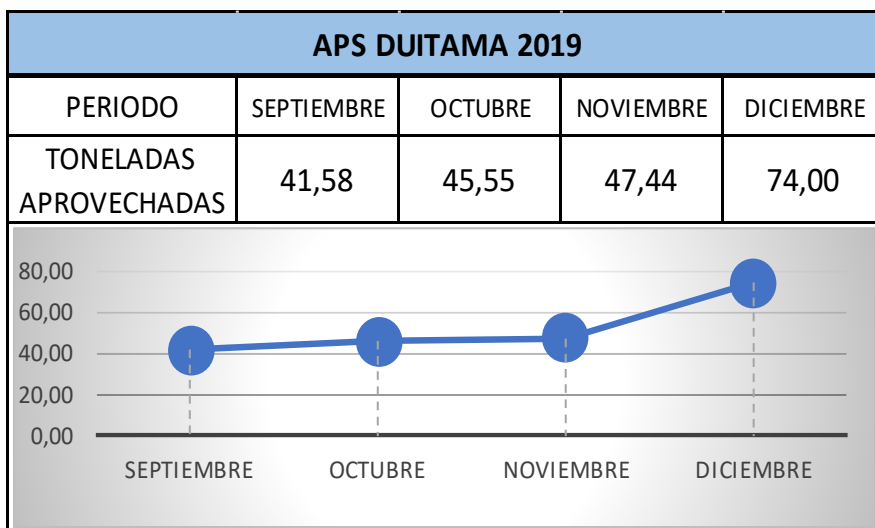 APS DUITAMA 2019
PERIODO SEPTIEMBRE OCTUBRE NOVIEMBRE DICIEMBRE
TONELADAS
APROVECHADAS 41,58 45,55 47,44 74,00
80,00
60,00
40,00
20,00
0,00
SEPTIEMBRE OCTUBRE NOVIEMBRE DICIEMBRE